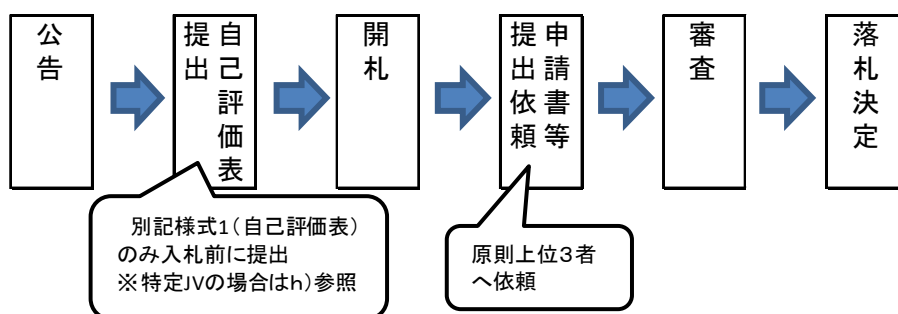 公告
自己評価表
提出
開札
申請書等
提出依頼
審査
落札決定
別記様式1(自己評価表)
のみ入札前に提出
※特定JVの場合はh)参照
原則上位3者
へ依頼